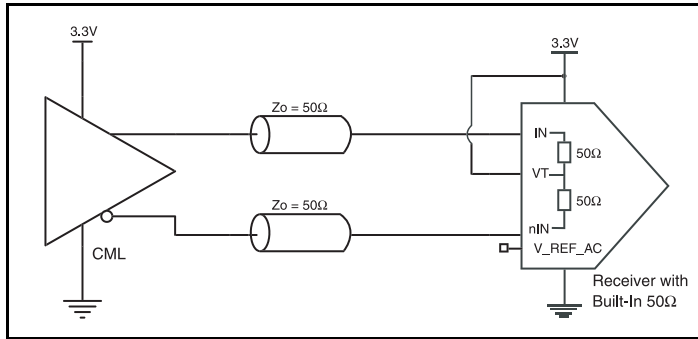 3.3V
3.3V
Zo = 50Ω
IN
50Ω
VT
Zo = 50Ω
50Ω
nIN
V_REF_AC
CML
Receiver with
Built-In 50Ω